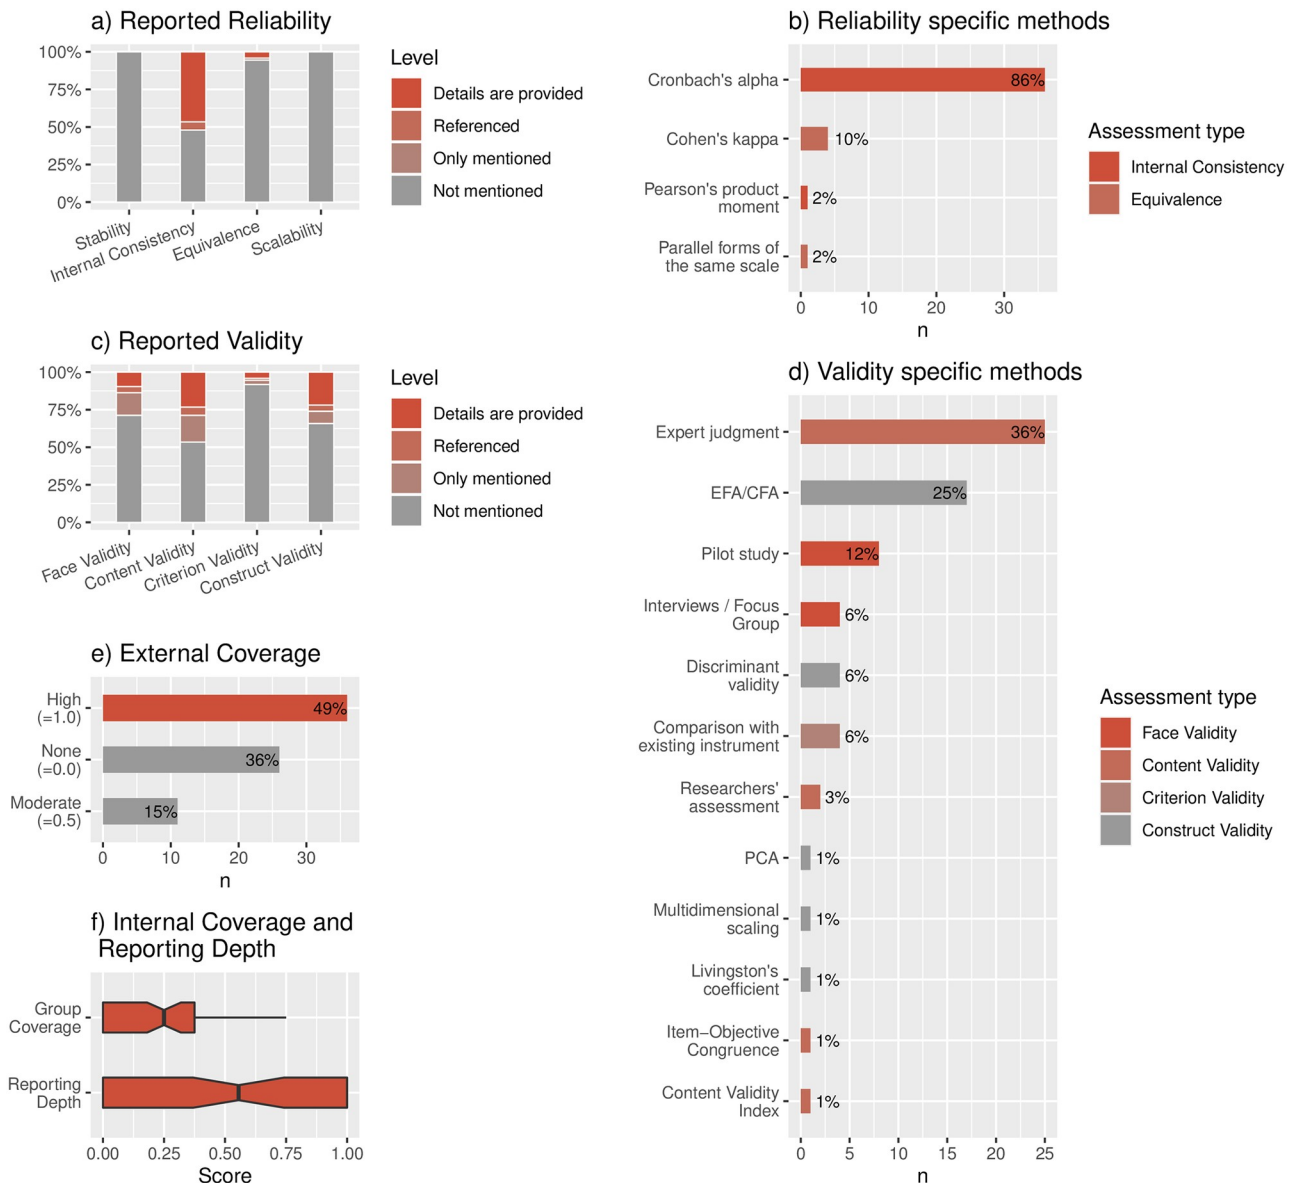 a) Reported Reliability
100%
75%
50%
25%
0%
Stability
Internal Consistency
Equivalence
Scalability
Level
Details are provided
Referenced
Only mentioned
Not mentioned
b) Reliability specific methods
Cronbach's alpha
86%
Cohen's kappa
10%
Pearson's product
moment
2%
Parallel forms of
the same scale
2%
0
10
20
30
n
Assessment type
Internal Consistency
Equivalence
c) Reported Validity
100%
75%
50%
25%
0%
Face Validity
Content Validity
Criterion Validity
Construct Validity
Level
Details are provided
Referenced
Only mentioned
Not mentioned
d) Validity specific methods
Expert judgment
36%
EFA/CFA
25%
Pilot study
12%
Interviews / Focus
Group
6%
Discriminant
validity
6%
Comparison with
existing instrument
6%
Researchers'
assessment
3%
PCA
1%
Multidimensional
scaling
1%
Livingston's
coefficient
1%
Item−Objective
Congruence
1%
Content Validity
Index
1%
0
5
10
15
20
25
n
Assessment type
Face Validity
Content Validity
Criterion Validity
Construct Validity
e) External Coverage
High
(=1.0)
49%
None
(=0.0)
36%
Moderate
(=0.5)
15%
0
10
20
30
n
f) Internal Coverage and
Reporting Depth
Group
Coverage
Reporting
Depth
0.00
0.25
0.50
0.75
1.00
Score